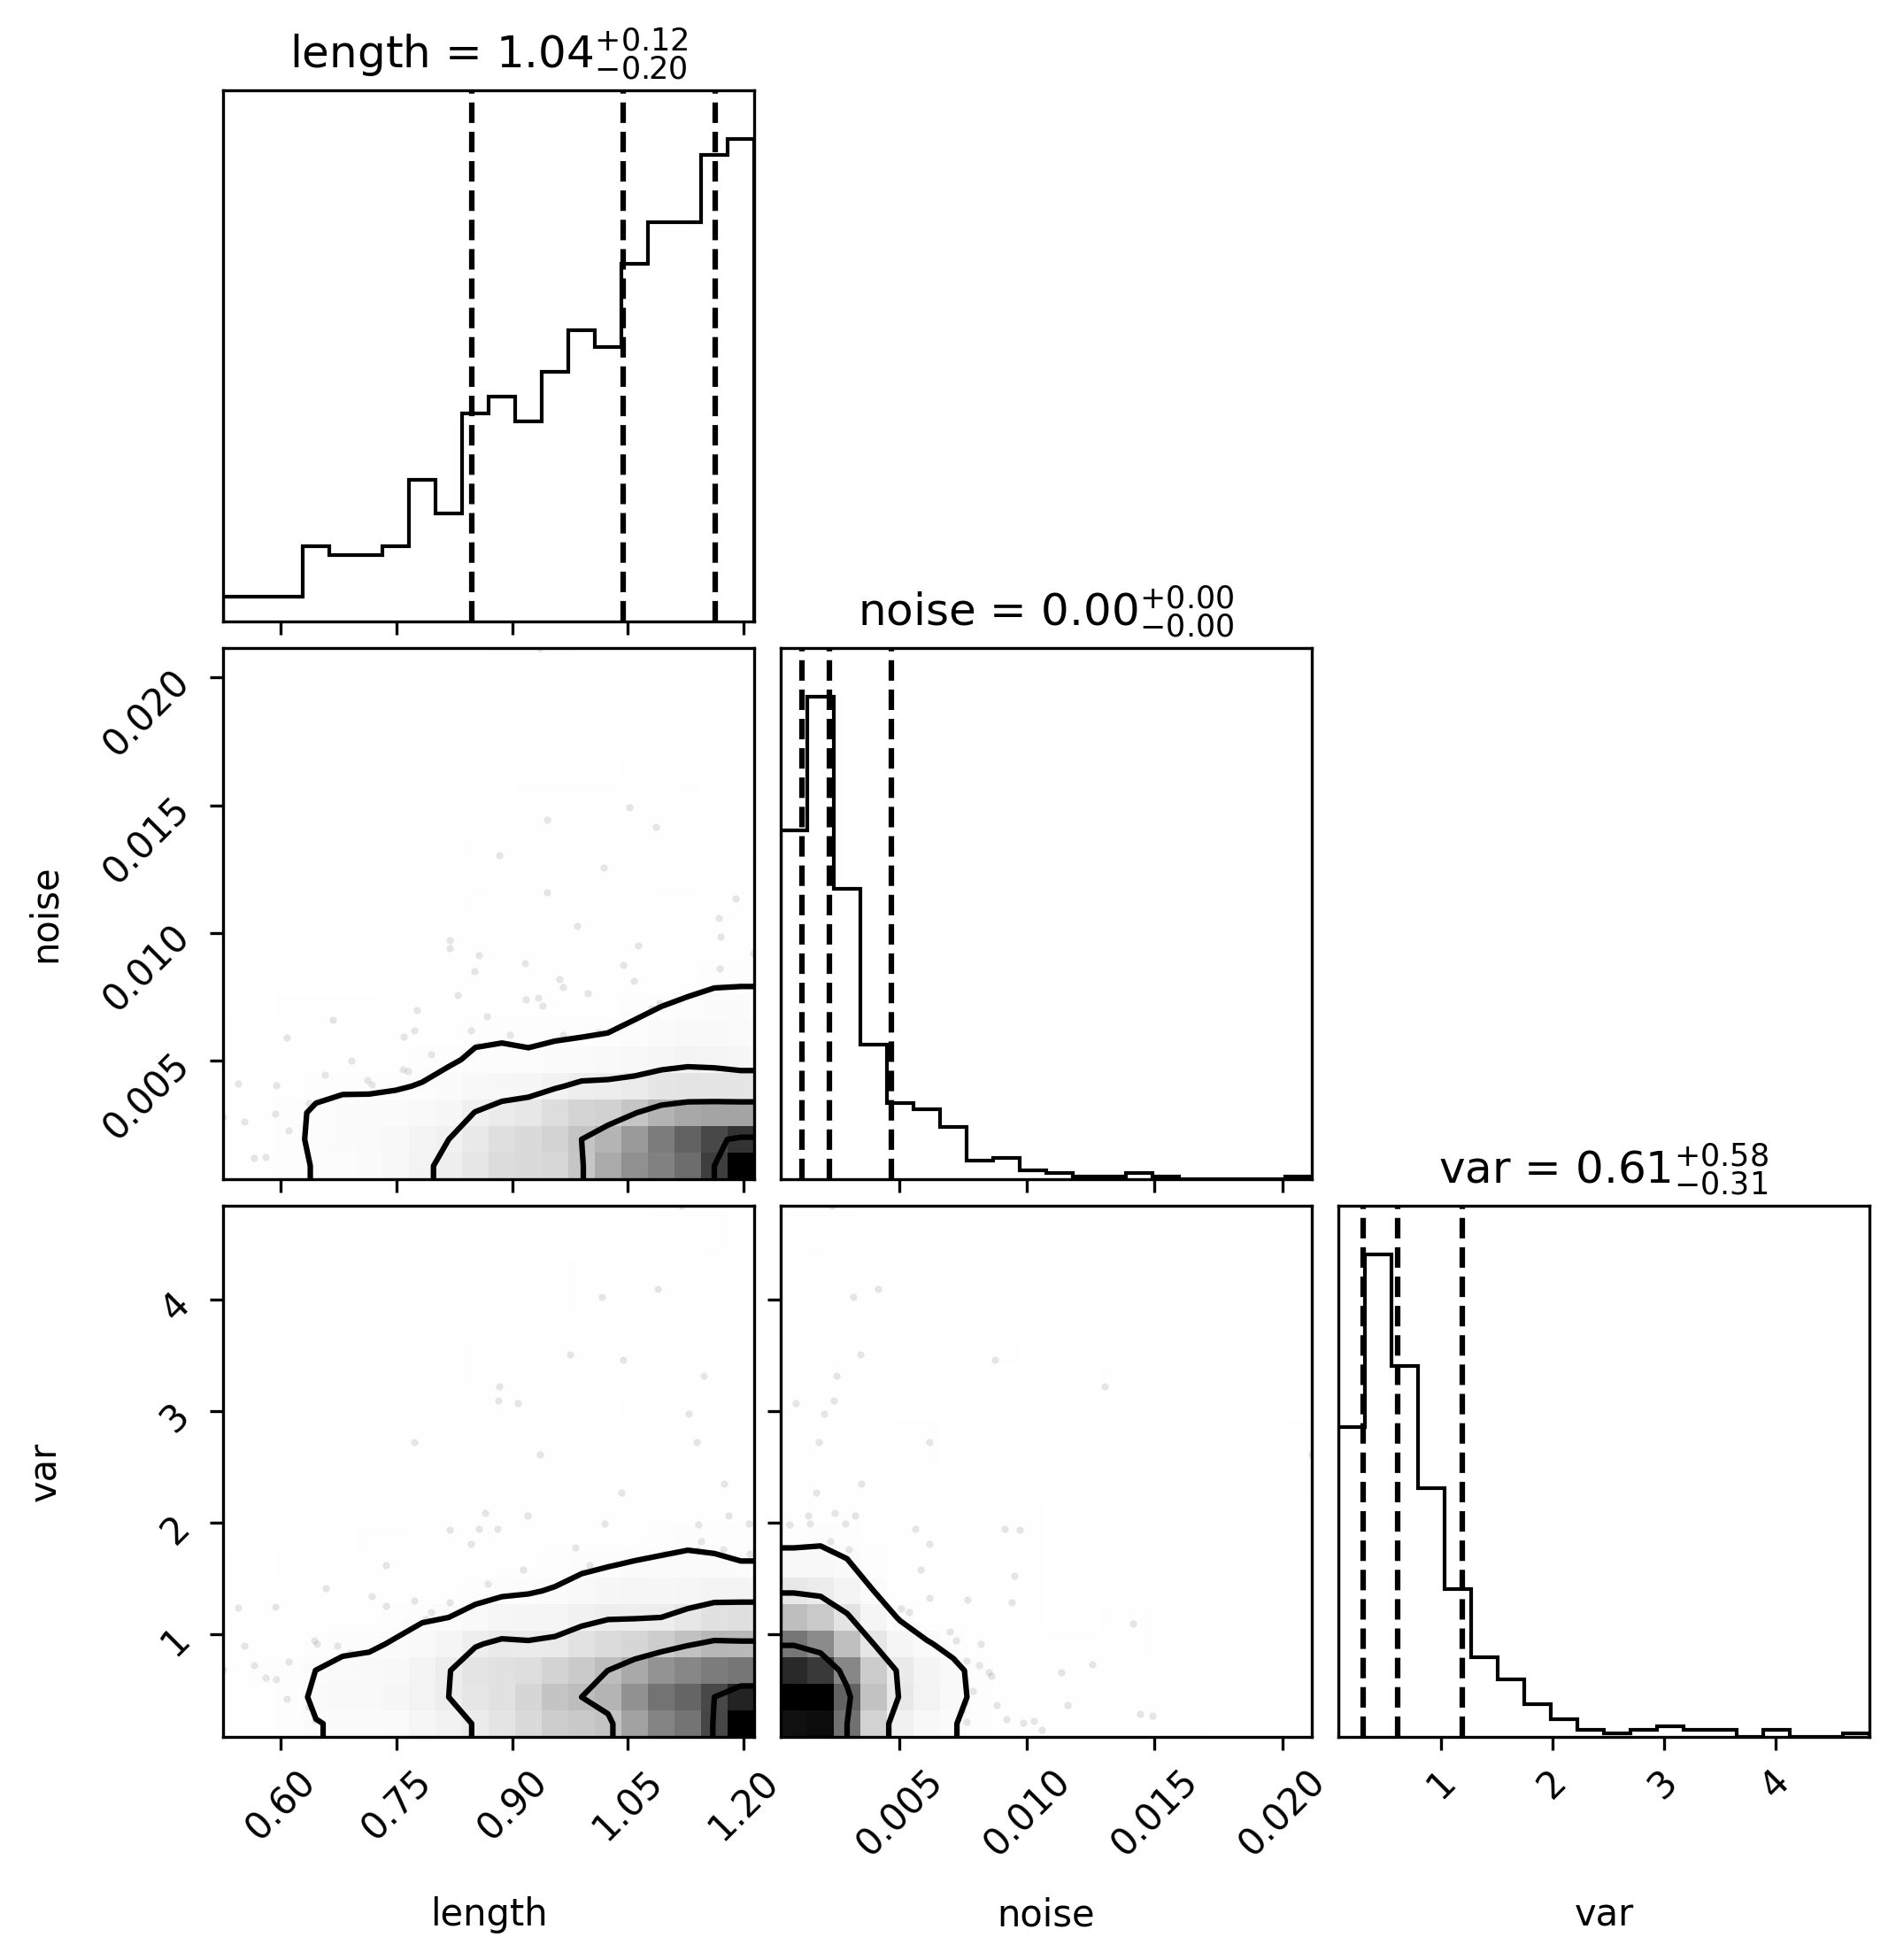 length = 1.04 +0.12 −0.20
noise = 0.00 +0.00 −0.00
0.020
0.015
0.010
0.005
noise
var = 0.61 +0.58 −0.31
4
3
2
1
var
0.60 0.75 0.90 1.05 1.20 0.005 0.010 0.015 0.020 1 2 3 4
length noise var